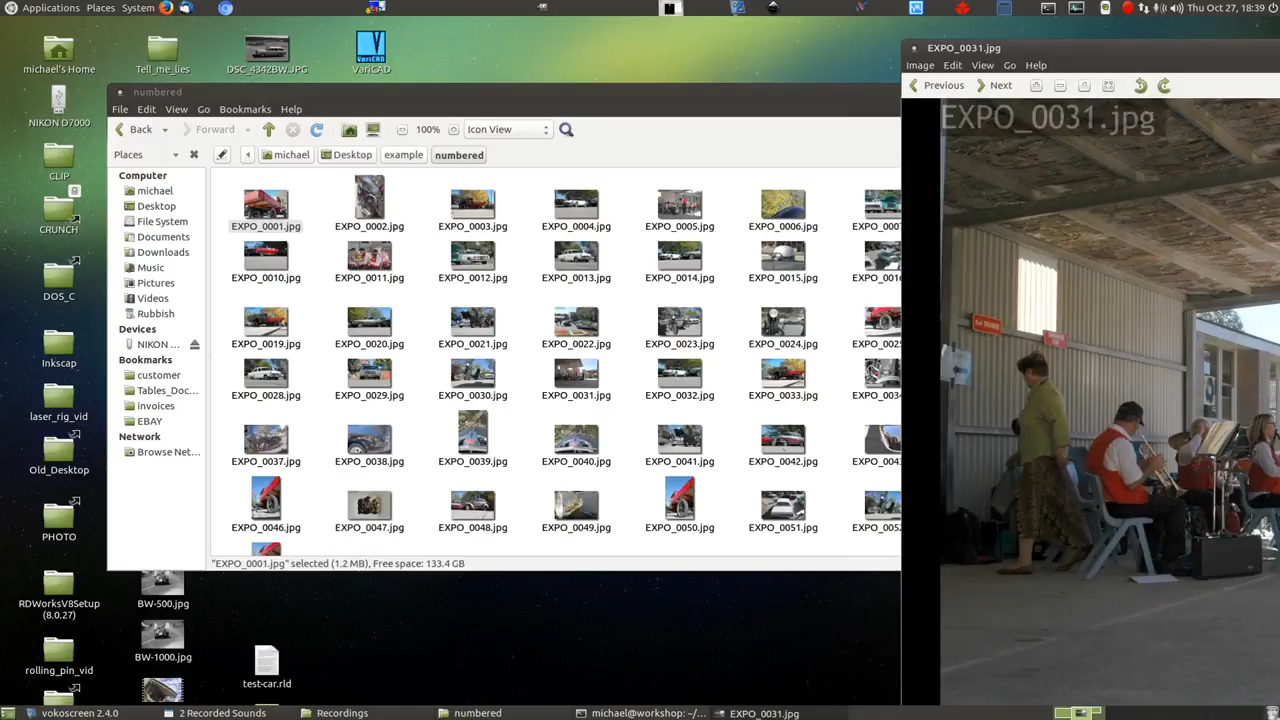 Applications Places System
Thu Oct 27, 18:39
michael's Home
Tell_me_lies
DSC_4342BW.JPG
VariCAD
VariCAD
NIKON D7000
CLIP
CRUNCH
DOS_C
Inkscap
laser_rig_vid
Old_Desktop
PHOTO
RDWorksV8Setup
(8.0.27)
rolling_pin_vid
BW-500.jpg
BW-1000.jpg
test-car.rld
numbered
File Edit View Go Bookmarks Help
Back Forward 100% Icon View
Places michael Desktop example numbered
Computer
michael
Desktop
File System
Documents
Downloads
Music
Pictures
Videos
Rubbish
Devices
NIKON ...
Bookmarks
customer
Tables_Doc...
invoices
EBAY
Network
Browse Net...
EXPO_0001.jpg EXPO_0002.jpg EXPO_0003.jpg EXPO_0004.jpg EXPO_0005.jpg EXPO_0006.jpg EXPO_0007
EXPO_0010.jpg EXPO_0011.jpg EXPO_0012.jpg EXPO_0013.jpg EXPO_0014.jpg EXPO_0015.jpg EXPO_0016
EXPO_0019.jpg EXPO_0020.jpg EXPO_0021.jpg EXPO_0022.jpg EXPO_0023.jpg EXPO_0024.jpg EXPO_0025
EXPO_0028.jpg EXPO_0029.jpg EXPO_0030.jpg EXPO_0031.jpg EXPO_0032.jpg EXPO_0033.jpg EXPO_0034
EXPO_0037.jpg EXPO_0038.jpg EXPO_0039.jpg EXPO_0040.jpg EXPO_0041.jpg EXPO_0042.jpg EXPO_0043
EXPO_0046.jpg EXPO_0047.jpg EXPO_0048.jpg EXPO_0049.jpg EXPO_0050.jpg EXPO_0051.jpg EXPO_0052
"EXPO_0001.jpg" selected (1.2 MB), Free space: 133.4 GB
EXPO_0031.jpg
Image Edit View Go Help
Previous Next
EXPO_0031.jpg
vokoscreen 2.4.0 2 Recorded Sounds Recordings numbered michael@workshop: ~/... EXPO_0031.jpg